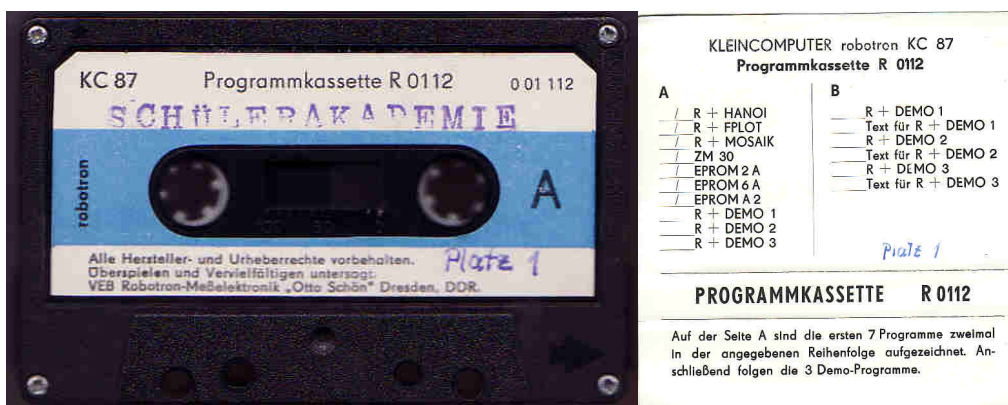 KC 87 Programmkassette R 0112 0 01 112
SCHÜLERAKADEMIE
robotron
A
Alle Hersteller- und Urheberrechte vorbehalten.
Überspielen und Vervielfältigen untersagt.
VEB Robotron-Meßelektronik „Otto Schön" Dresden, DDR.
Platz 1
KLEINCOMPUTER robotron KC 87
Programmkassette R 0112
A
/ R + HANOI
/ R + FPLOT
/ R + MOSAIK
/ ZM 30
/ EPROM 2 A
/ EPROM 6 A
/ EPROM A 2
R + DEMO 1
R + DEMO 2
R + DEMO 3
B
R + DEMO 1
Text für R + DEMO 1
R + DEMO 2
Text für R + DEMO 2
R + DEMO 3
Text für R + DEMO 3
Platz 1
PROGRAMMKASSETTE R 0112
Auf der Seite A sind die ersten 7 Programme zweimal
in der angegebenen Reihenfolge aufgezeichnet. An-
schließend folgen die 3 Demo-Programme.